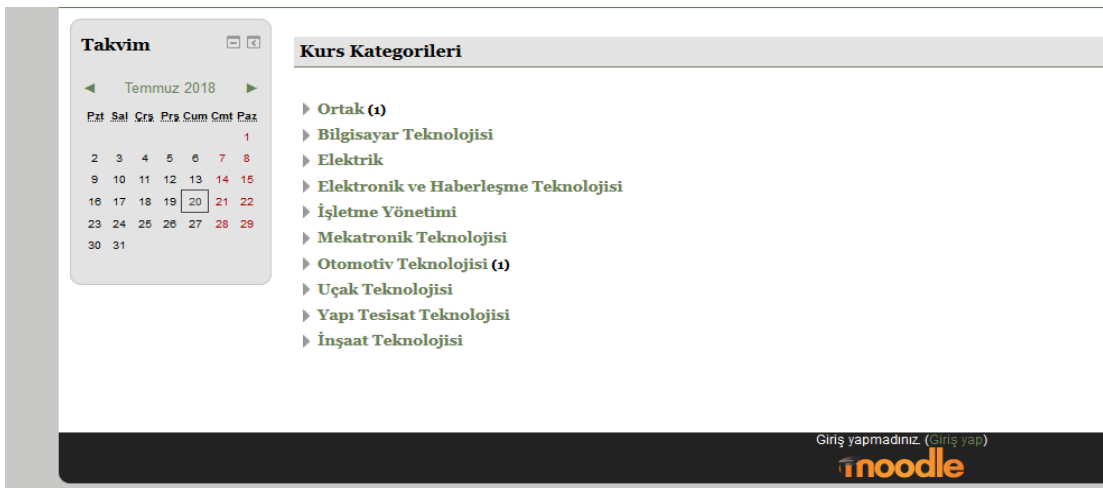 Takvim
◄ Temmuz 2018 ►
Pzt Sal Çrş Prş Cum Cmt Paz
1
2 3 4 5 6 7 8
9 10 11 12 13 14 15
16 17 18 19 20 21 22
23 24 25 26 27 28 29
30 31
Kurs Kategorileri
Ortak (1)
Bilgisayar Teknolojisi
Elektrik
Elektronik ve Haberleşme Teknolojisi
İşletme Yönetimi
Mekatronik Teknolojisi
Otomotiv Teknolojisi (1)
Uçak Teknolojisi
Yapı Tesisat Teknolojisi
İnşaat Teknolojisi
Giriş yapmadınız. (Giriş yap)
moodle